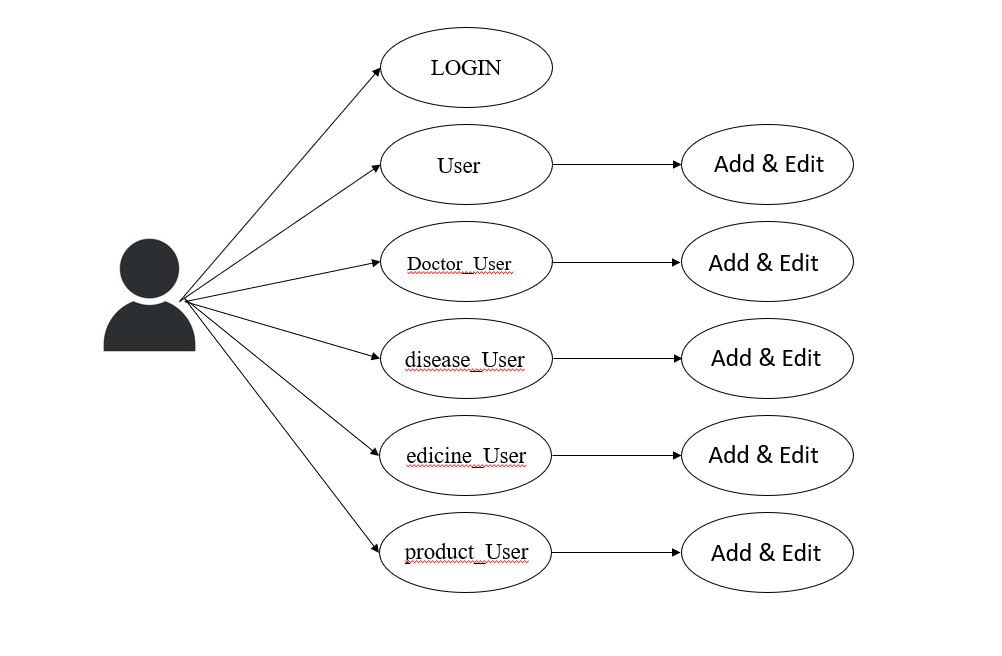 LOGIN
User
Add & Edit
Doctor_User
Add & Edit
disease_User
Add & Edit
edicine_User
Add & Edit
product_User
Add & Edit